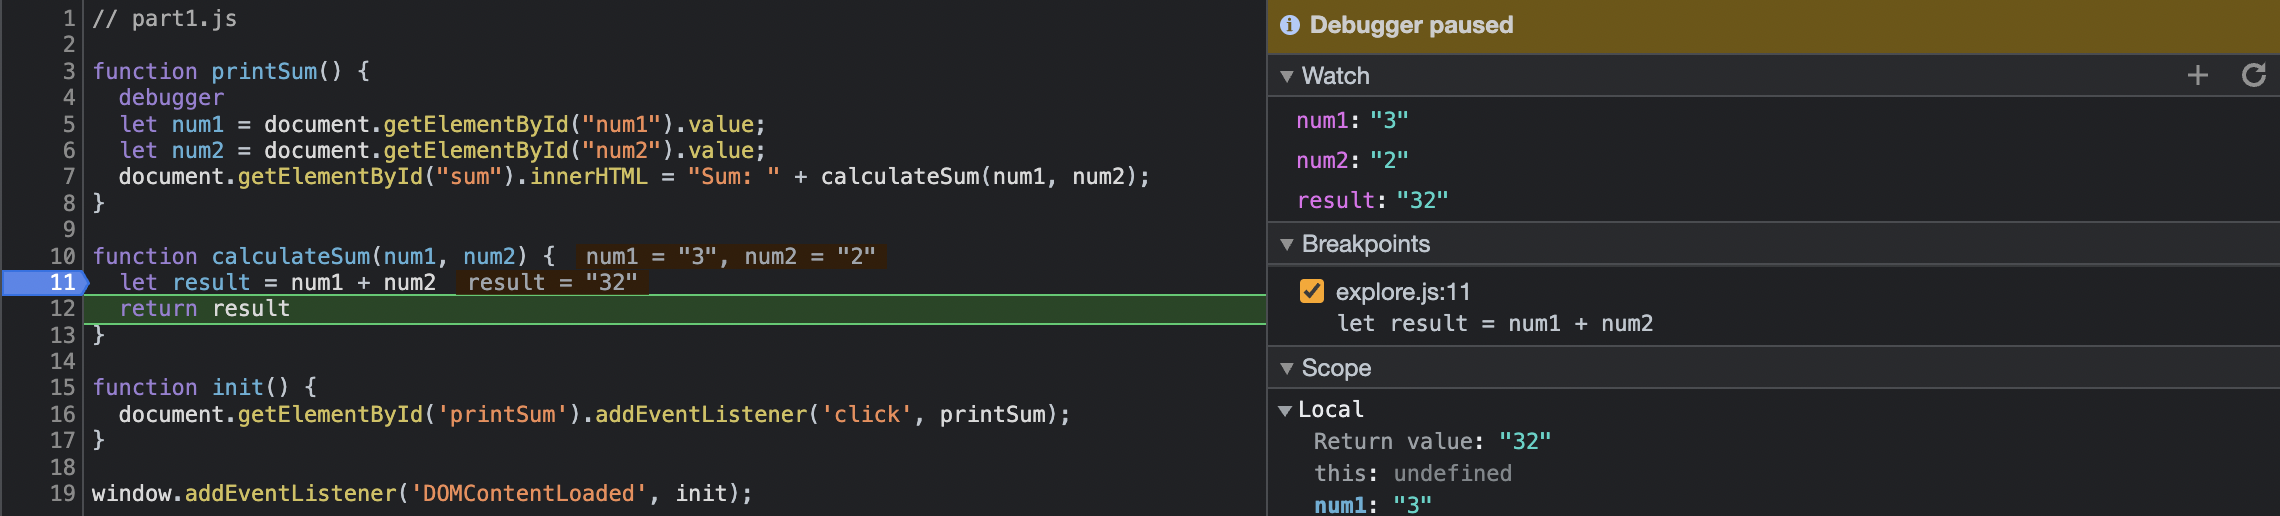 1 // part1.js
2
3 function printSum() {
4   debugger
5   let num1 = document.getElementById("num1").value;
6   let num2 = document.getElementById("num2").value;
7   document.getElementById("sum").innerHTML = "Sum: " + calculateSum(num1, num2);
8 }
9
10 function calculateSum(num1, num2) {  num1 = "3", num2 = "2"
11   let result = num1 + num2  result = "32"
12   return result
13 }
14
15 function init() {
16   document.getElementById('printSum').addEventListener('click', printSum);
17 }
18
19 window.addEventListener('DOMContentLoaded', init);
Debugger paused
Watch
num1: "3"
num2: "2"
result: "32"
Breakpoints
explore.js:11
let result = num1 + num2
Scope
Local
Return value: "32"
this: undefined
num1: "3"